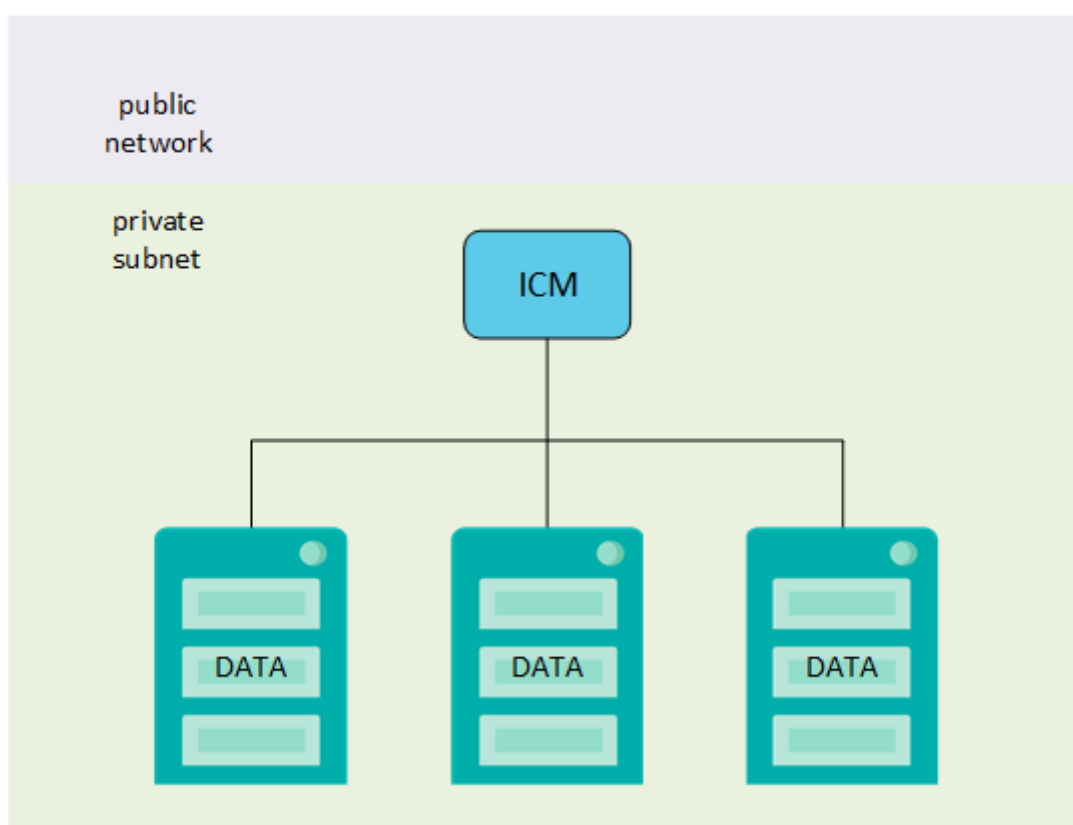 public
network
private
subnet
ICM
DATA
DATA
DATA